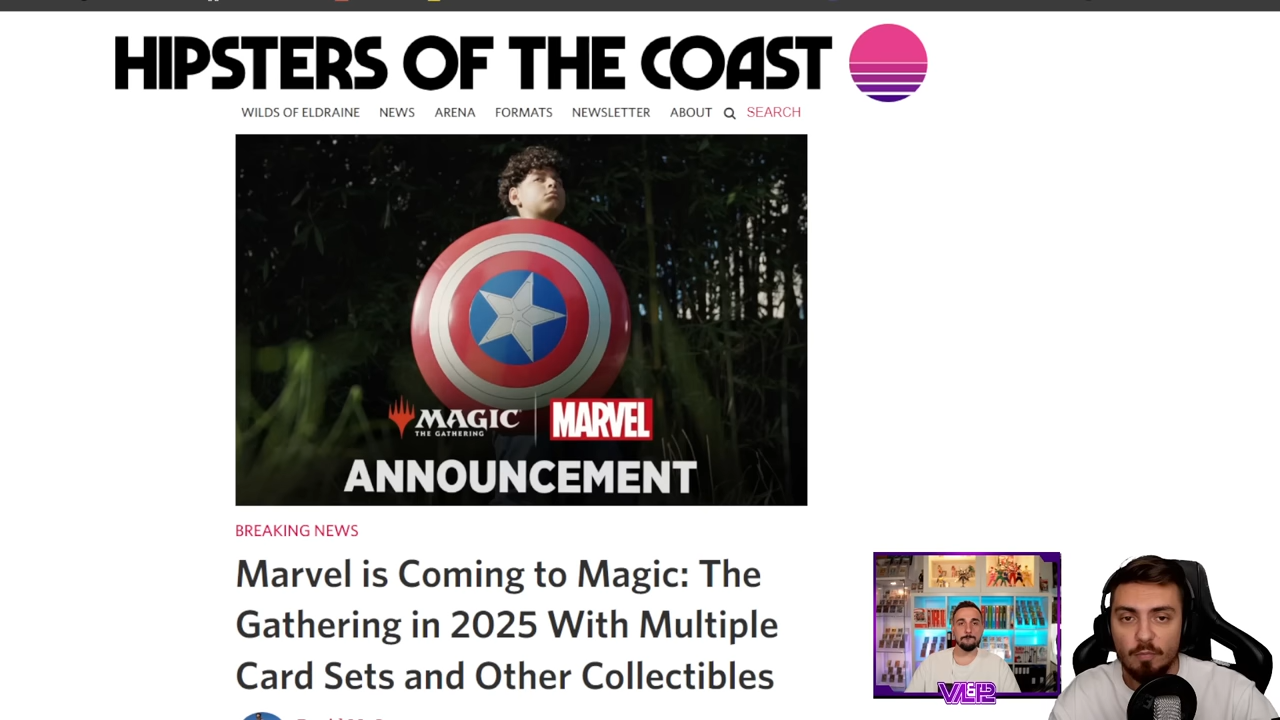 HIPSTERS OF THE COAST
WILDS OF ELDRAINE NEWS ARENA FORMATS NEWSLETTER ABOUT SEARCH
MAGIC MARVEL
THE GATHERING
ANNOUNCEMENT
BREAKING NEWS
Marvel is Coming to Magic: The
Gathering in 2025 With Multiple
Card Sets and Other Collectibles